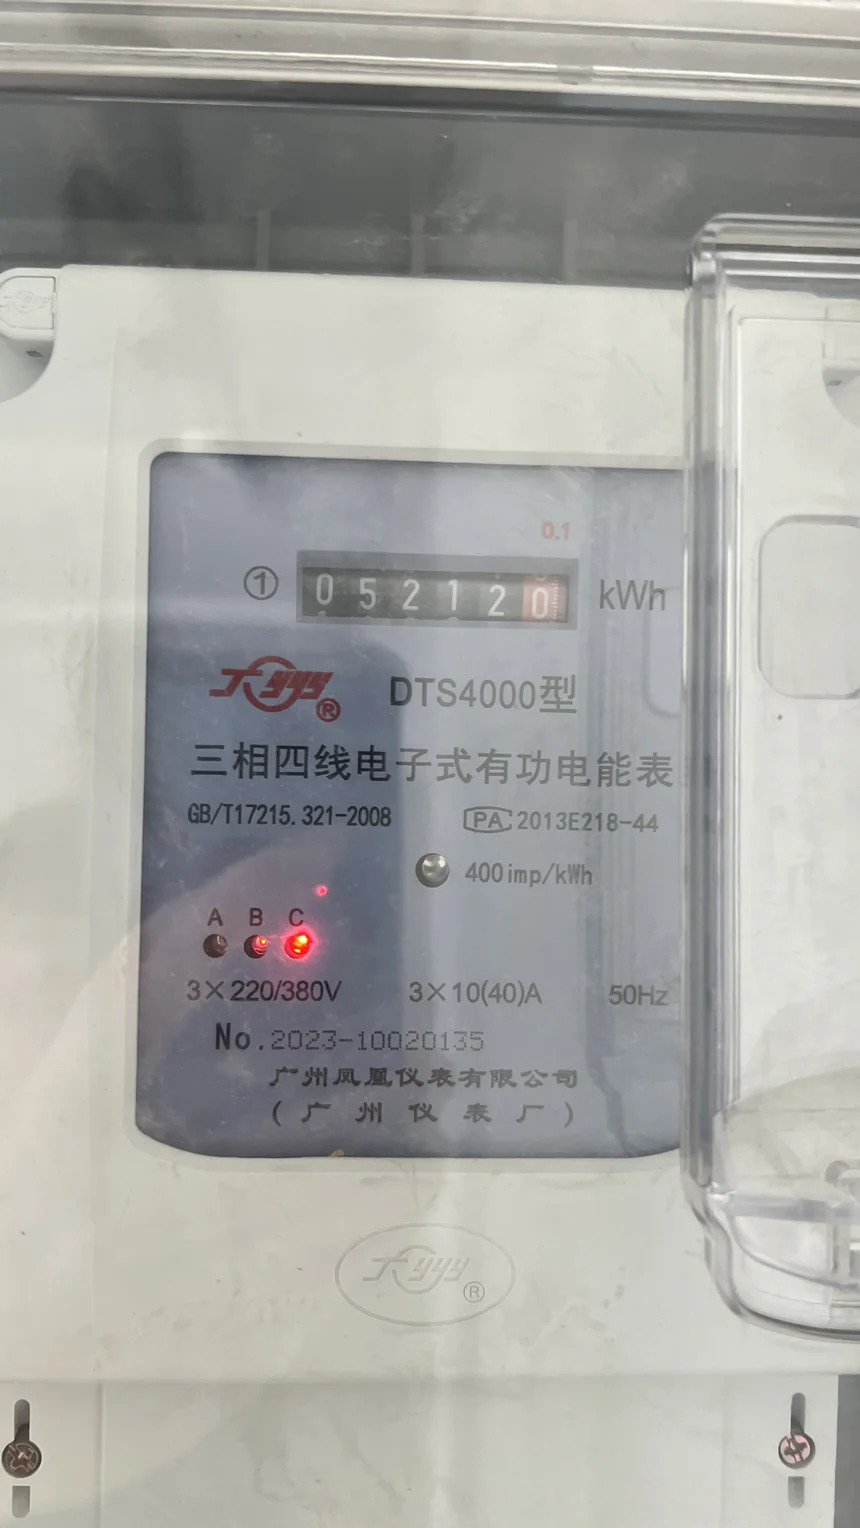 0.1
① 052120 kWh
DTS4000型
三相四线电子式有功电能表
GB/T17215.321-2008 PA 2013E218-44
400imp/kWh
A B C
3×220/380V 3×10(40)A 50Hz
No.2023-10020135
广州凤凰仪表有限公司
(广州仪表厂)
®